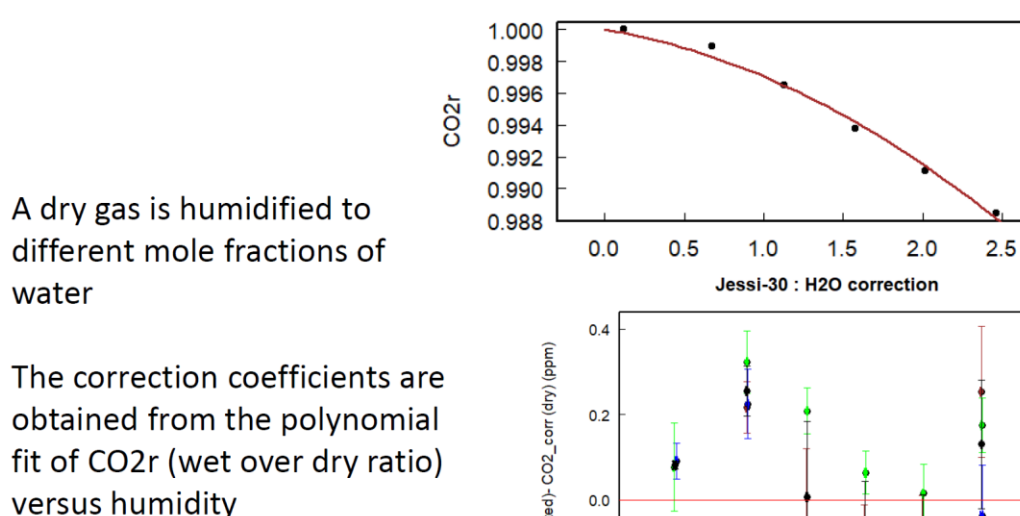 A dry gas is humidified to
different mole fractions of
water
The correction coefficients are
obtained from the polynomial
fit of CO2r (wet over dry ratio)
versus humidity
CO2r
1.000
0.998
0.996
0.994
0.992
0.990
0.988
0.0 0.5 1.0 1.5 2.0 2.5
Jessi-30 : H2O correction
ed)- CO2_corr (dry) (ppm)
0.4
0.2
0.0